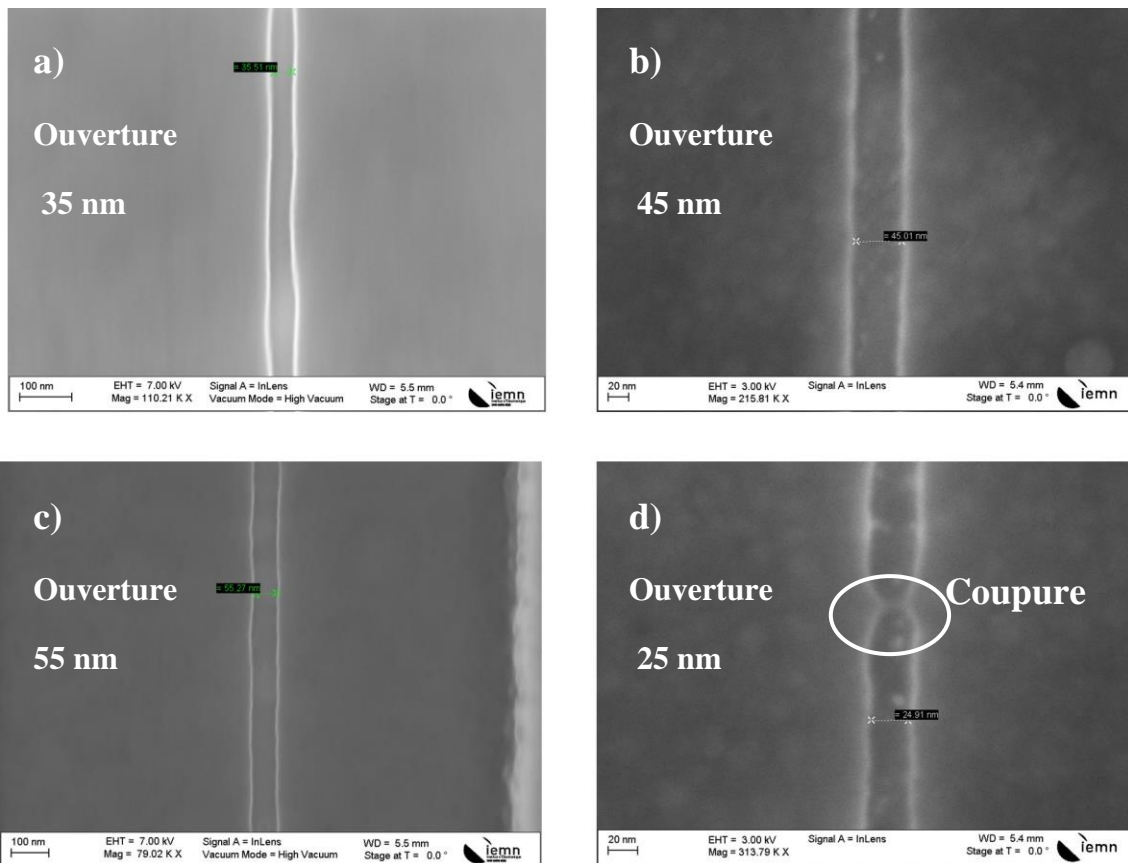 a)
Ouverture
35 nm
= 35.51 nm
100 nm
EHT = 7.00 kV
Mag = 110.21 K X
Signal A = InLens
Vacuum Mode = High Vacuum
WD = 5.5 mm
Stage at T = 0.0 °
iemn
b)
Ouverture
45 nm
= 45.01 nm
20 nm
EHT = 3.00 kV
Mag = 215.81 K X
Signal A = InLens
WD = 5.4 mm
Stage at T = 0.0 °
iemn
c)
Ouverture
55 nm
= 55.27 nm
100 nm
EHT = 7.00 kV
Mag = 79.02 K X
Signal A = InLens
Vacuum Mode = High Vacuum
WD = 5.5 mm
Stage at T = 0.0 °
iemn
d)
Ouverture
25 nm
Coupure
= 24.91 nm
20 nm
EHT = 3.00 kV
Mag = 313.79 K X
Signal A = InLens
WD = 5.4 mm
Stage at T = 0.0 °
iemn